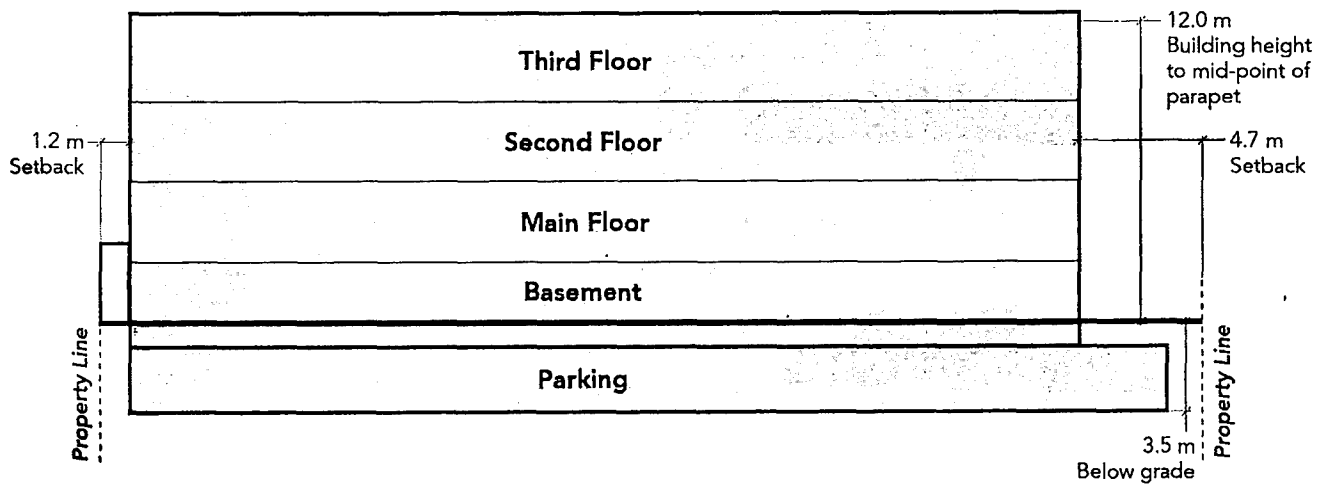 12.0 m
Building height
to mid-point of
parapet
Third Floor
1.2 m
Setback
Second Floor
4.7 m
Setback
Main Floor
Basement
Property Line
Parking
Property Line
3.5 m
Below grade